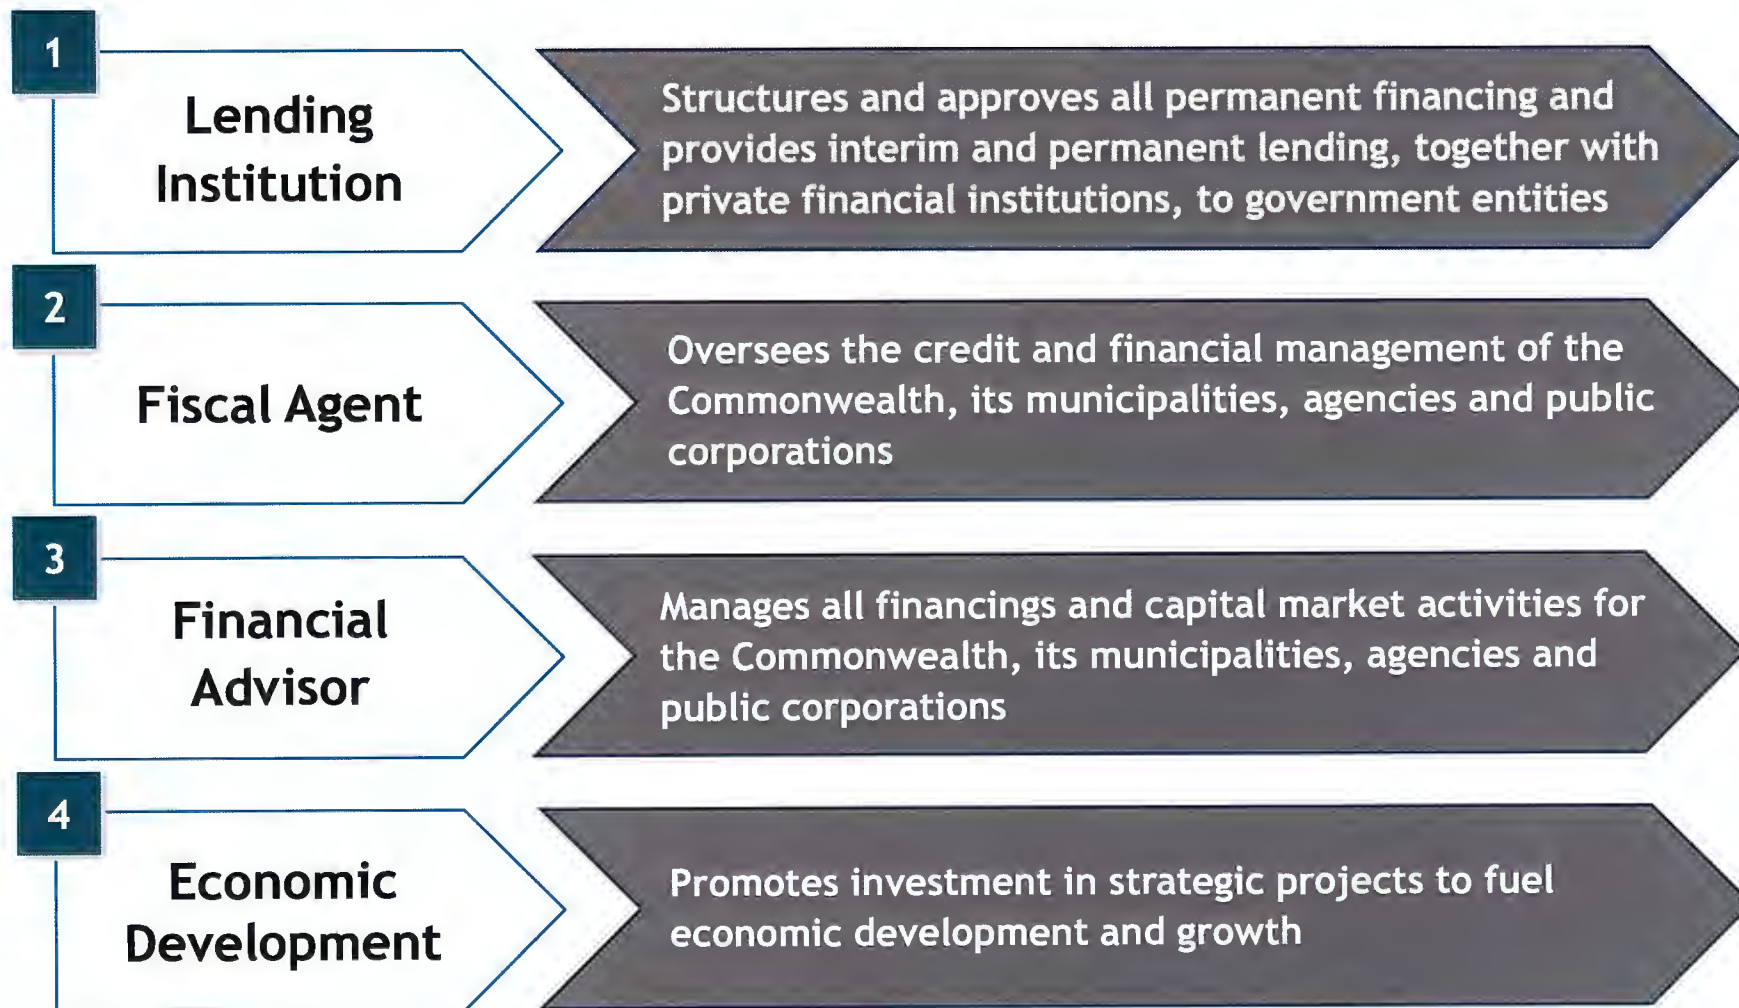 1
Lending
Institution
Structures and approves all permanent financing and
provides interim and permanent lending, together with
private financial institutions, to government entities
2
Fiscal Agent
Oversees the credit and financial management of the
Commonwealth, its municipalities, agencies and public
corporations
3
Financial
Advisor
Manages all financings and capital market activities for
the Commonwealth, its municipalities, agencies and
public corporations
4
Economic
Development
Promotes investment in strategic projects to fuel
economic development and growth